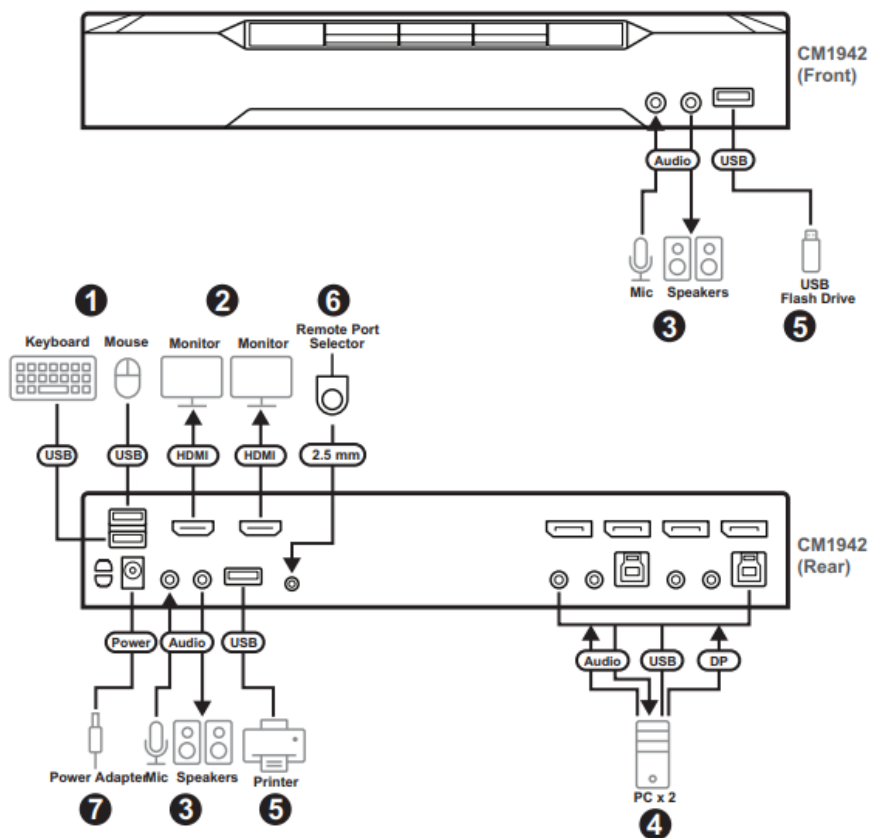 CM1942
(Front)
Audio
USB
Mic
Speakers
USB
Flash Drive
3
5
1
2
6
Keyboard
Mouse
Monitor
Monitor
Remote Port
Selector
USB
USB
HDMI
HDMI
2.5 mm
CM1942
(Rear)
Power
Audio
USB
Audio
USB
DP
Power Adapter
Mic
Speakers
Printer
PC x 2
7
3
5
4